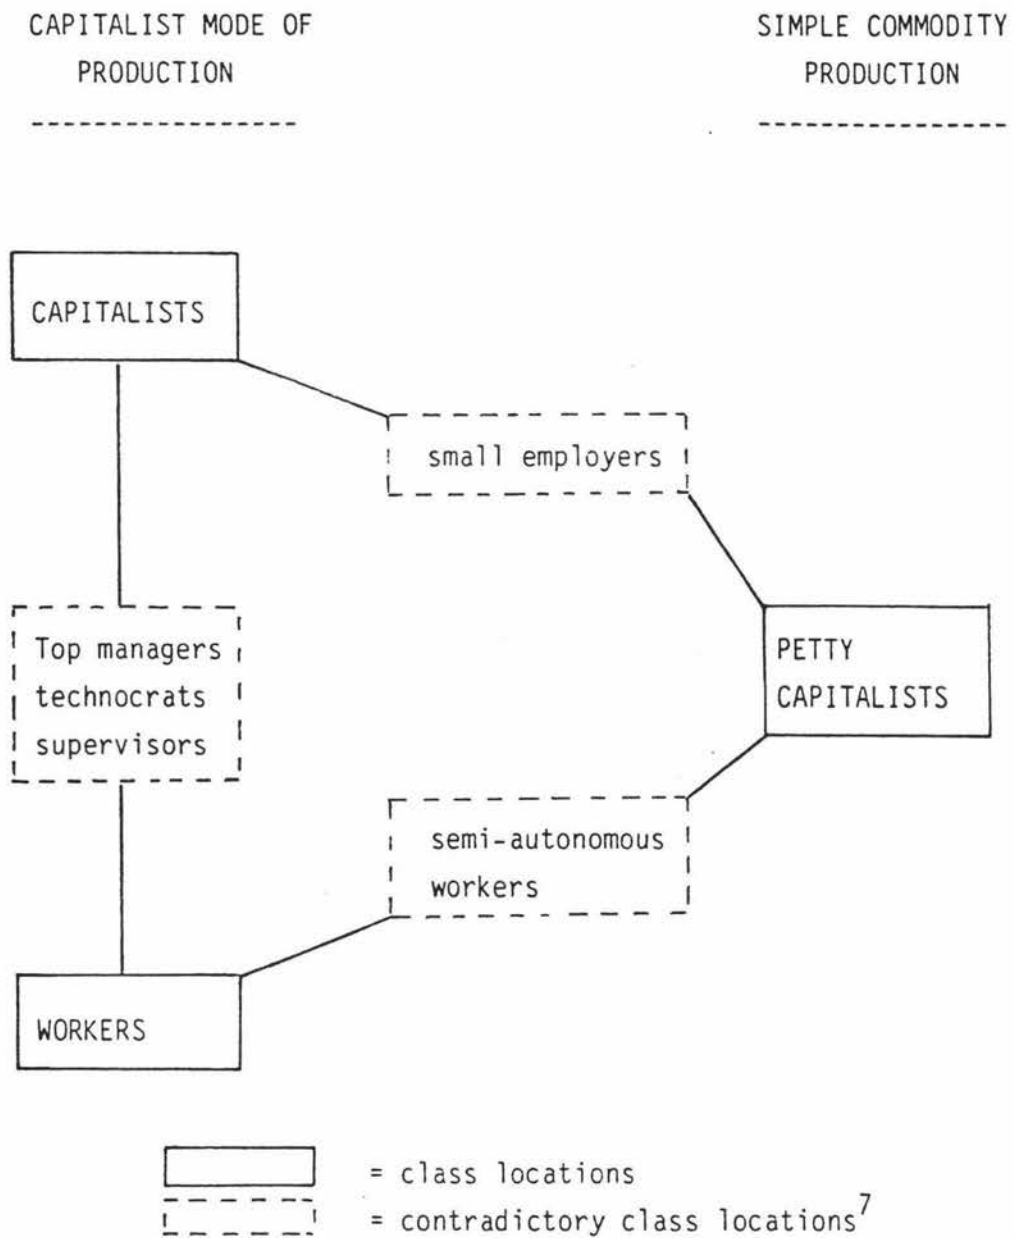 CAPITALIST MODE OF
PRODUCTION
SIMPLE COMMODITY
PRODUCTION
CAPITALISTS
small employers
Top managers
technocrats
supervisors
PETTY
CAPITALISTS
semi-autonomous
workers
WORKERS
= class locations
= contradictory class locations7